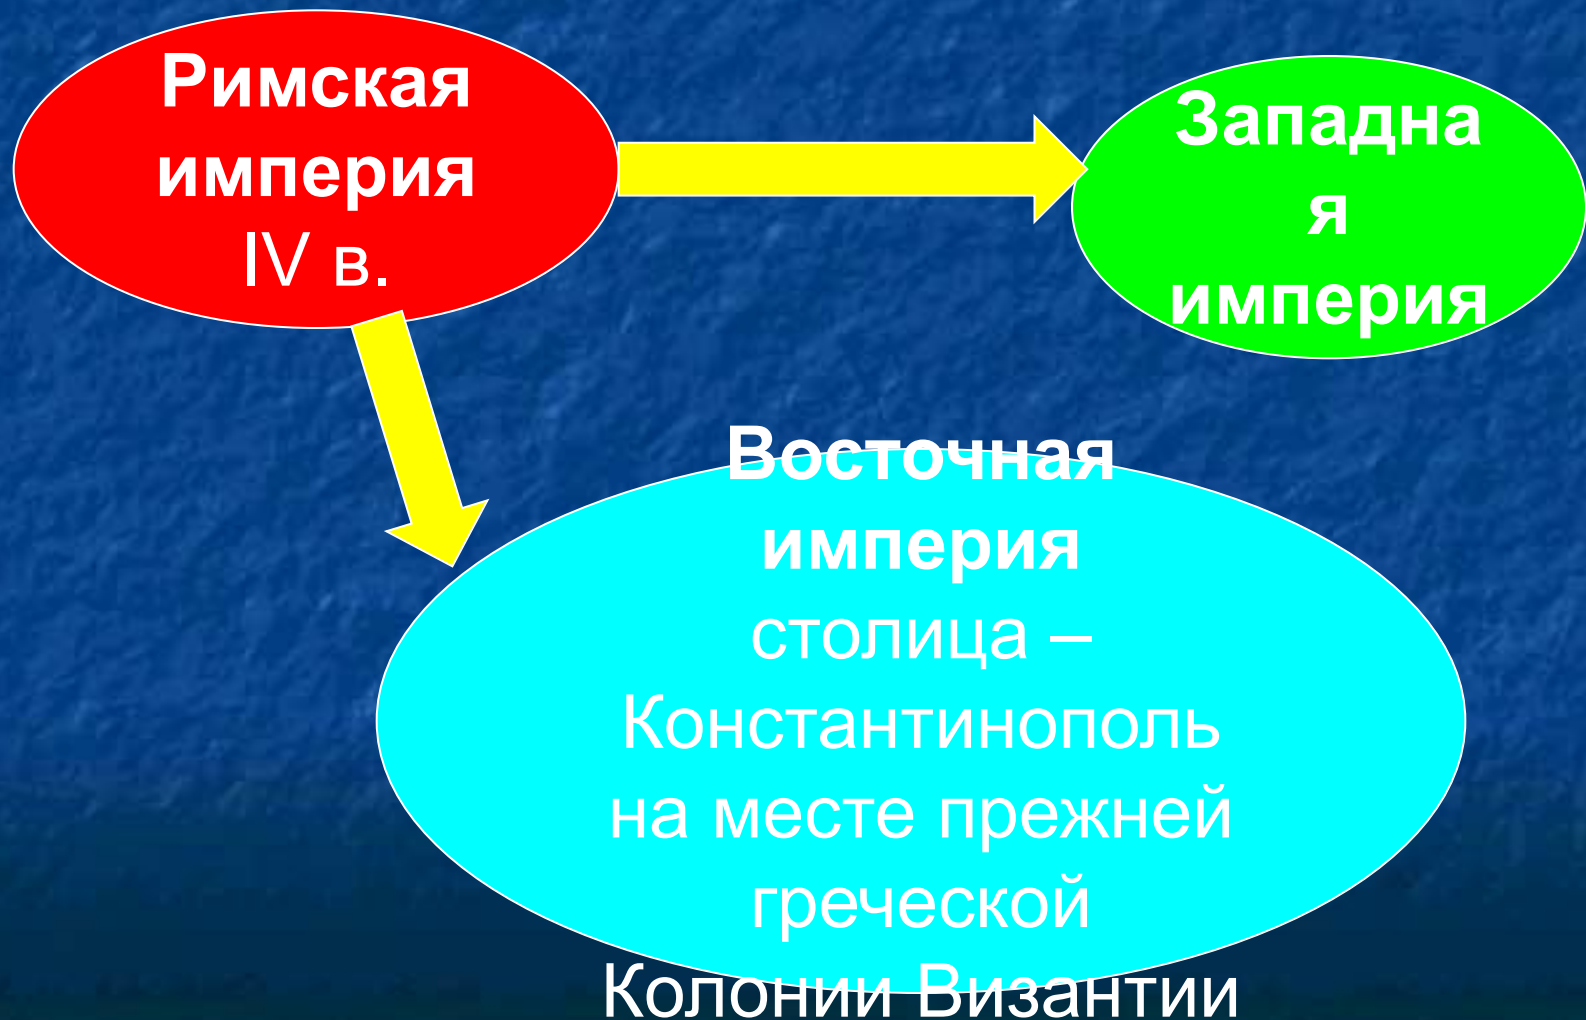 Римская
империя
IV в.
Западна
я
империя
Восточная
империя
столица –
Константинополь
на месте прежней
греческой
Колонии Византии